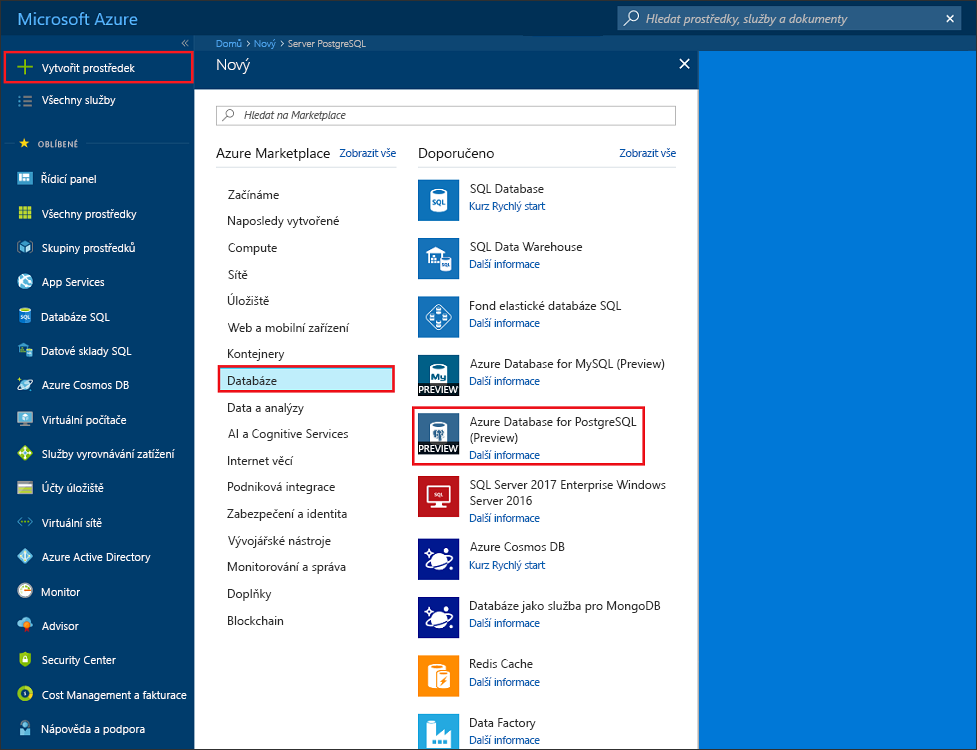 Microsoft Azure
Hledat prostředky, služby a dokumenty
Domů > Nový > Server PostgreSQL
Vytvořit prostředek
Všechny služby
OBLÍBENÉ
Řídicí panel
Všechny prostředky
Skupiny prostředků
App Services
Databáze SQL
Datové sklady SQL
Azure Cosmos DB
Virtuální počítače
Služby vyrovnávání zatížení
Účty úložiště
Virtuální sítě
Azure Active Directory
Monitor
Advisor
Security Center
Cost Management a fakturace
Nápověda a podpora
Nový
Hledat na Marketplace
Azure Marketplace Zobrazit vše
Začínáme
Naposledy vytvořené
Compute
Sítě
Úložiště
Web a mobilní zařízení
Kontejnery
Databáze
Data a analýzy
AI a Cognitive Services
Internet věcí
Podniková integrace
Zabezpečení a identita
Vývojářské nástroje
Monitorování a správa
Doplňky
Blockchain
Doporučeno Zobrazit vše
SQL
SQL Database
Kurz Rychlý start
SQL
SQL Data Warehouse
Další informace
Fond elastické databáze SQL
Další informace
My
PREVIEW
Azure Database for MySQL (Preview)
Další informace
PREVIEW
Azure Database for PostgreSQL
(Preview)
Další informace
SQL
SQL Server 2017 Enterprise Windows
Server 2016
Další informace
Azure Cosmos DB
Kurz Rychlý start
Databáze jako služba pro MongoDB
Další informace
Redis Cache
Další informace
Data Factory
Další informace